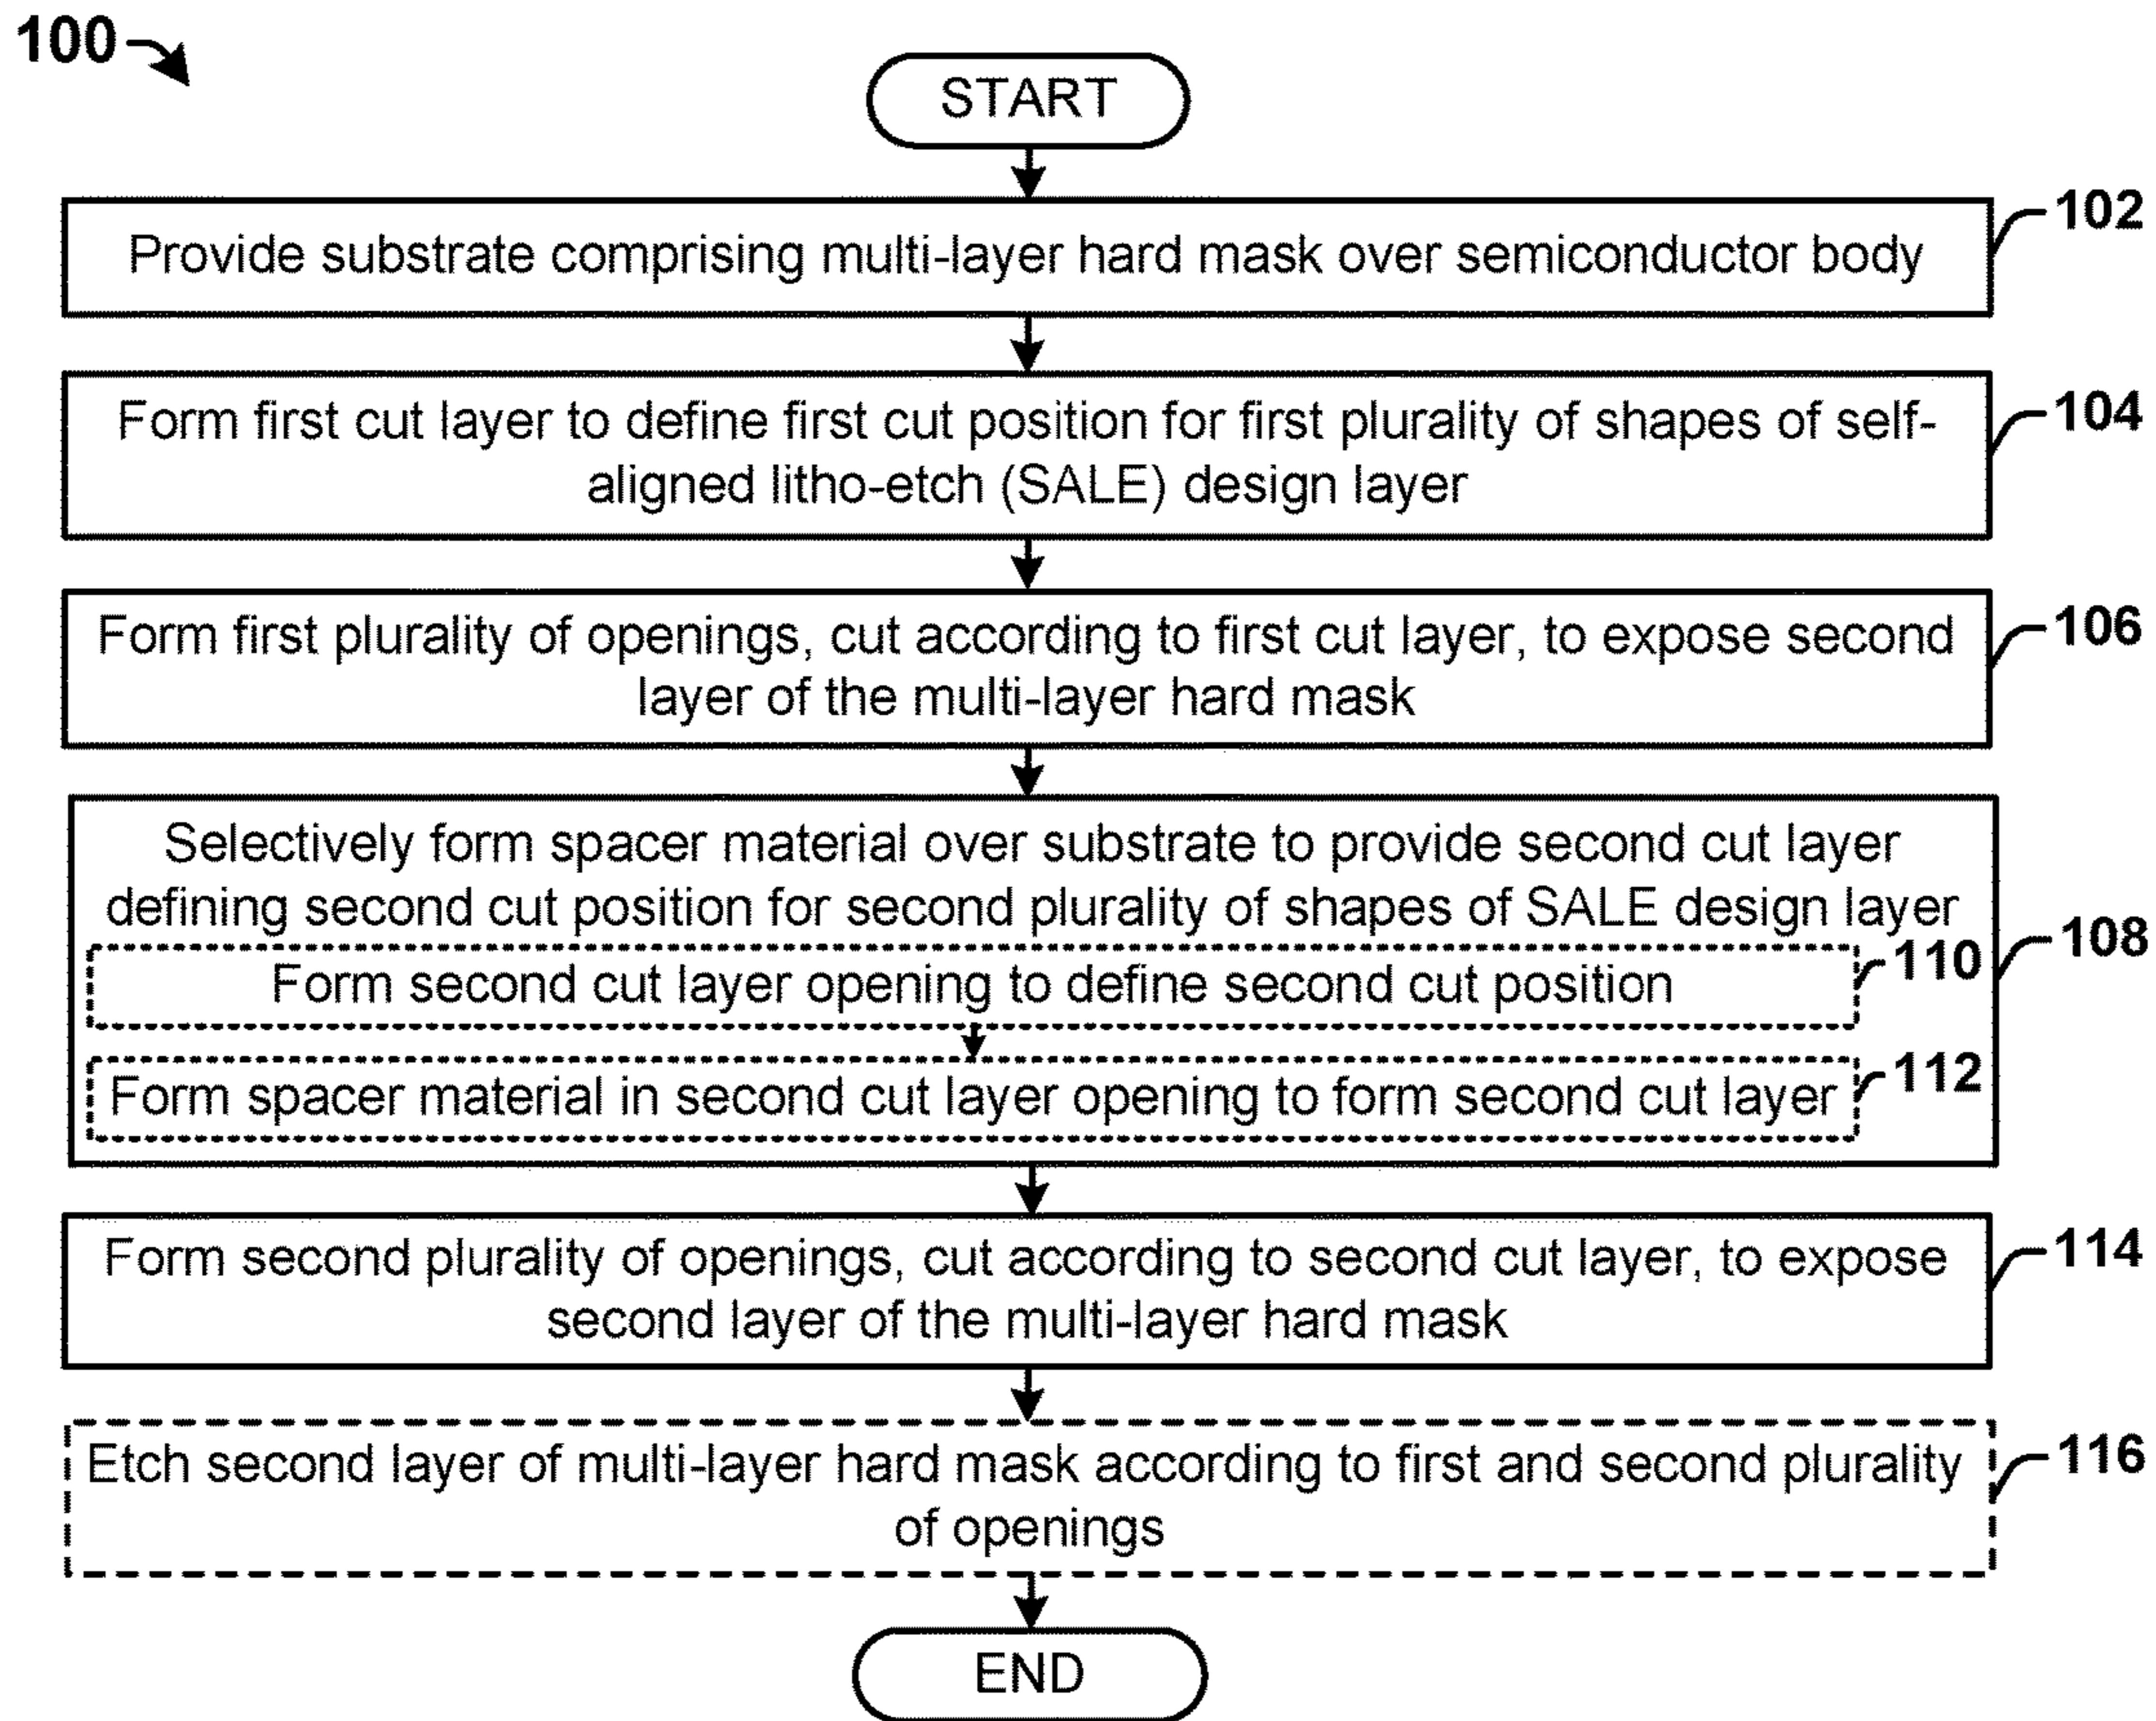 100
START
Provide substrate comprising multi-layer hard mask over semiconductor body
102
Form first cut layer to define first cut position for first plurality of shapes of self-
aligned litho-etch (SALE) design layer
104
Form first plurality of openings, cut according to first cut layer, to expose second
layer of the multi-layer hard mask
106
Selectively form spacer material over substrate to provide second cut layer
defining second cut position for second plurality of shapes of SALE design layer
108
Form second cut layer opening to define second cut position
110
Form spacer material in second cut layer opening to form second cut layer
112
Form second plurality of openings, cut according to second cut layer, to expose
second layer of the multi-layer hard mask
114
Etch second layer of multi-layer hard mask according to first and second plurality
of openings
116
END